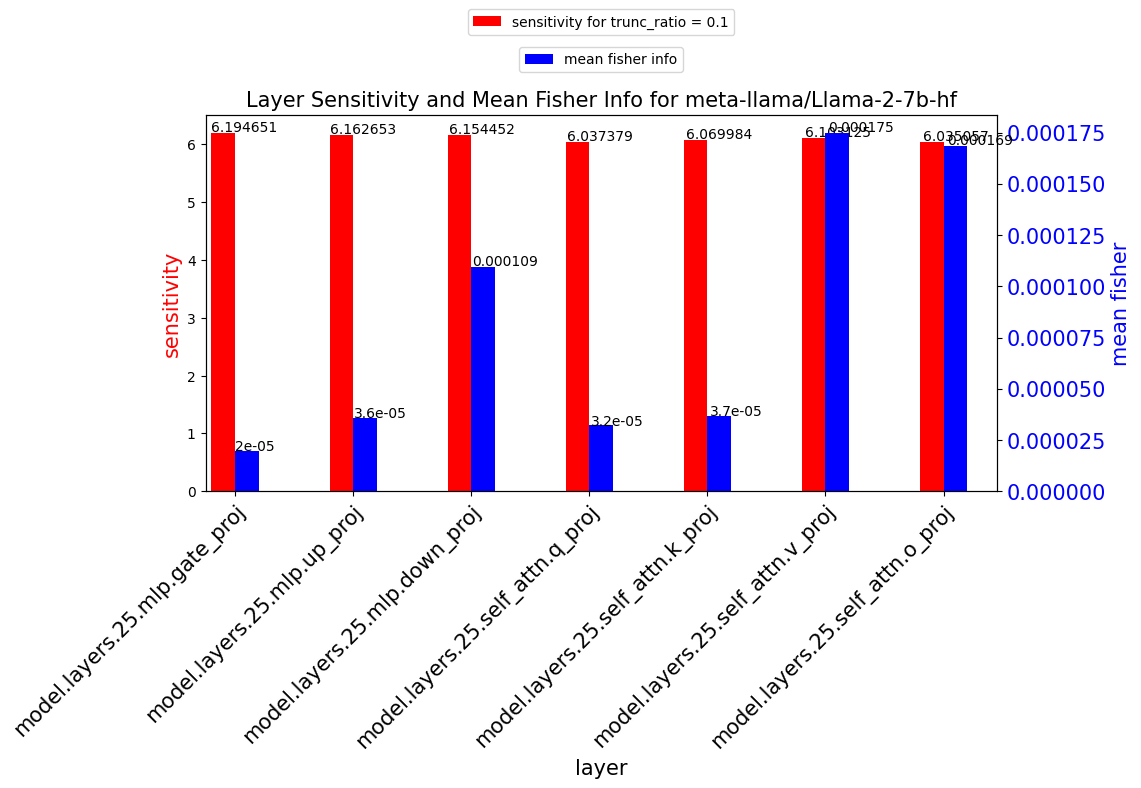 sensitivity for trunc_ratio = 0.1
mean fisher info
Layer Sensitivity and Mean Fisher Info for meta-llama/Llama-2-7b-hf
6.194651
6.162653
6.154452
6.037379
6.069984
0.000175
6.035057
0.000169
0.000109
3.6e-05
3.2e-05
3.7e-05
2e-05
6
5
4
3
2
1
0
sensitivity
0.000175
0.000150
0.000125
0.000100
0.000075
0.000050
0.000025
0.000000
mean fisher
model.layers.25.mlp.gate_proj
model.layers.25.mlp.up_proj
model.layers.25.mlp.down_proj
model.layers.25.self_attn.q_proj
model.layers.25.self_attn.k_proj
model.layers.25.self_attn.v_proj
model.layers.25.self_attn.o_proj
layer